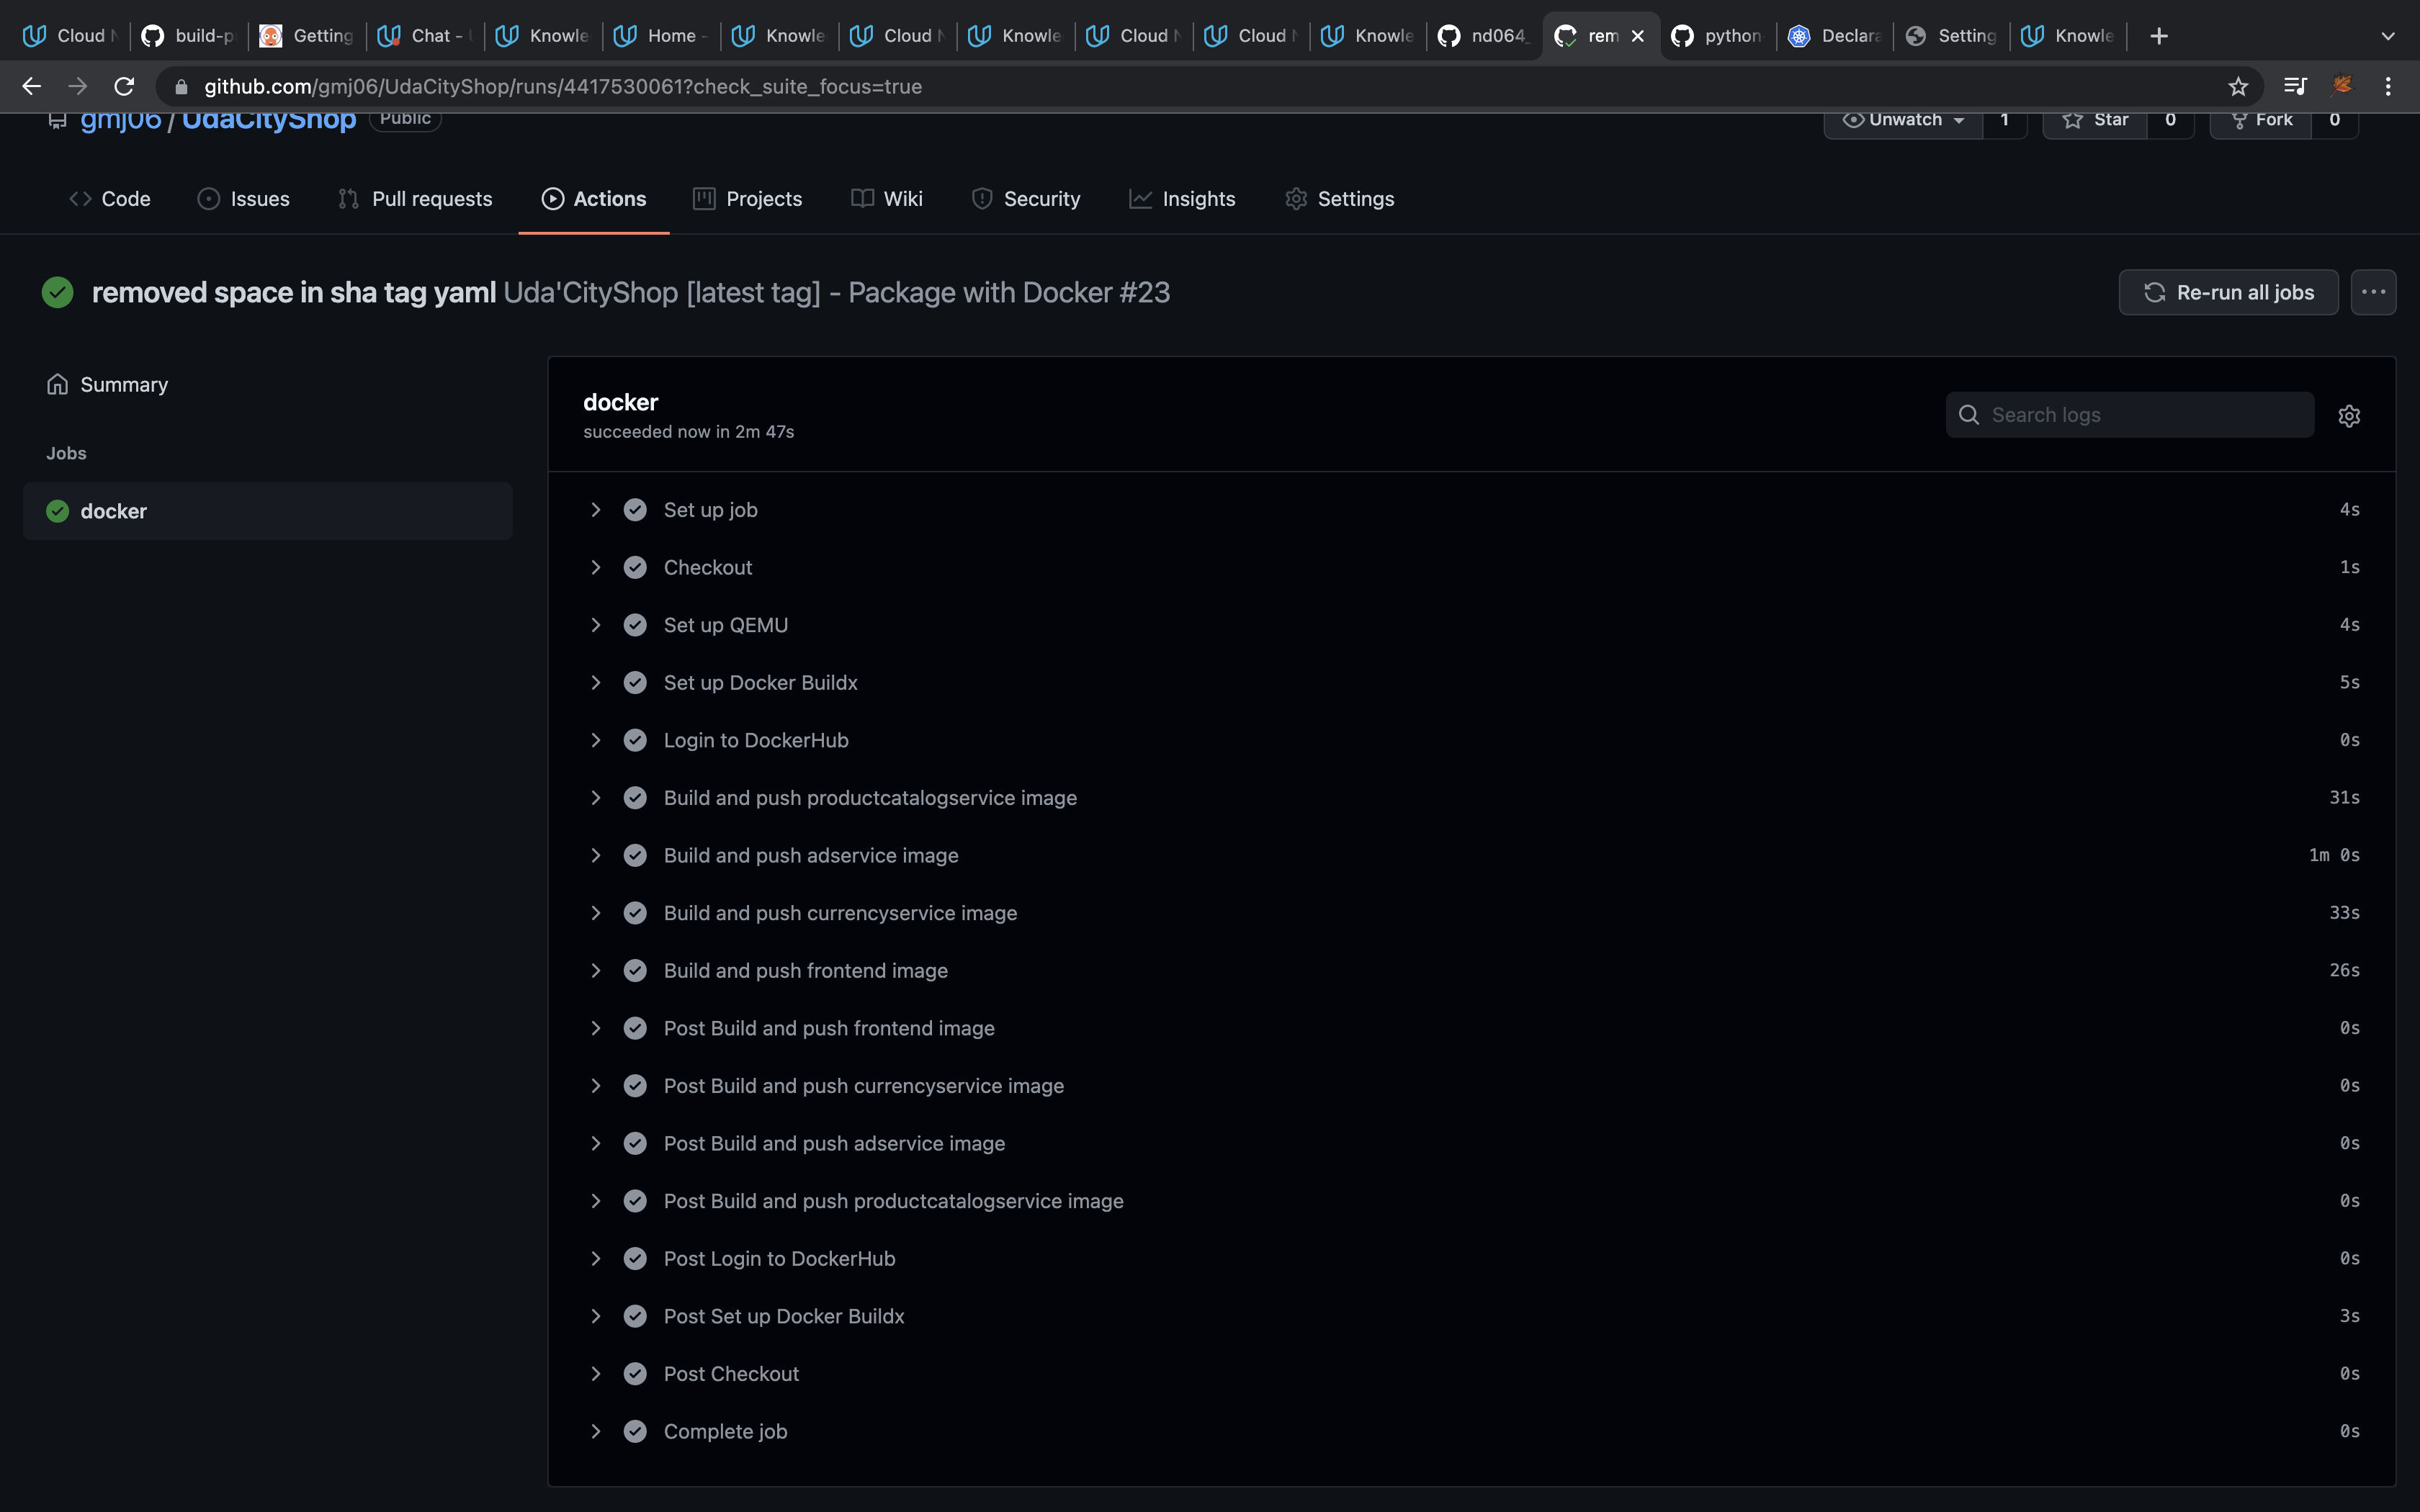 Cloud
build-p
Getting
Chat -
Knowle
Home -
Knowle
Cloud
Knowle
Cloud
Cloud
Knowle
nd064_
rem
python
Declara
Setting
Knowle
github.com/gmj06/UdaCityShop/runs/4417530061?check_suite_focus=true
gmj06 / UdaCityShop Public
Unwatch 1 Star 0 Fork 0
Code Issues Pull requests Actions Projects Wiki Security Insights Settings
removed space in sha tag yaml Uda'CityShop [latest tag] - Package with Docker #23
Re-run all jobs
Summary
Jobs
docker
docker
succeeded now in 2m 47s
Search logs
Set up job 4s
Checkout 1s
Set up QEMU 4s
Set up Docker Buildx 5s
Login to DockerHub 0s
Build and push productcatalogservice image 31s
Build and push adservice image 1m 0s
Build and push currencyservice image 33s
Build and push frontend image 26s
Post Build and push frontend image 0s
Post Build and push currencyservice image 0s
Post Build and push adservice image 0s
Post Build and push productcatalogservice image 0s
Post Login to DockerHub 0s
Post Set up Docker Buildx 3s
Post Checkout 0s
Complete job 0s